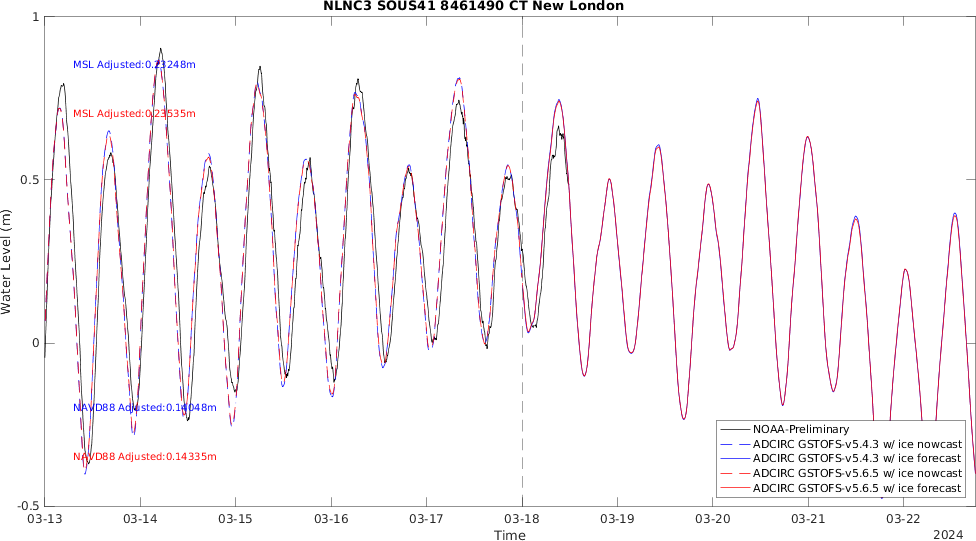 NLNC3 SOUS41 8461490 CT New London
1
MSL Adjusted:0.23248m
MSL Adjusted:0.23535m
0.5
Water Level (m)
0
NAVD88 Adjusted:0.14048m
NAVD88 Adjusted:0.14335m
NOAA-Preliminary
ADCIRC GSTOFS-v5.4.3 w/ ice nowcast
ADCIRC GSTOFS-v5.4.3 w/ ice forecast
ADCIRC GSTOFS-v5.6.5 w/ ice nowcast
ADCIRC GSTOFS-v5.6.5 w/ ice forecast
-0.5
03-13 03-14 03-15 03-16 03-17 03-18 03-19 03-20 03-21 03-22
Time
2024